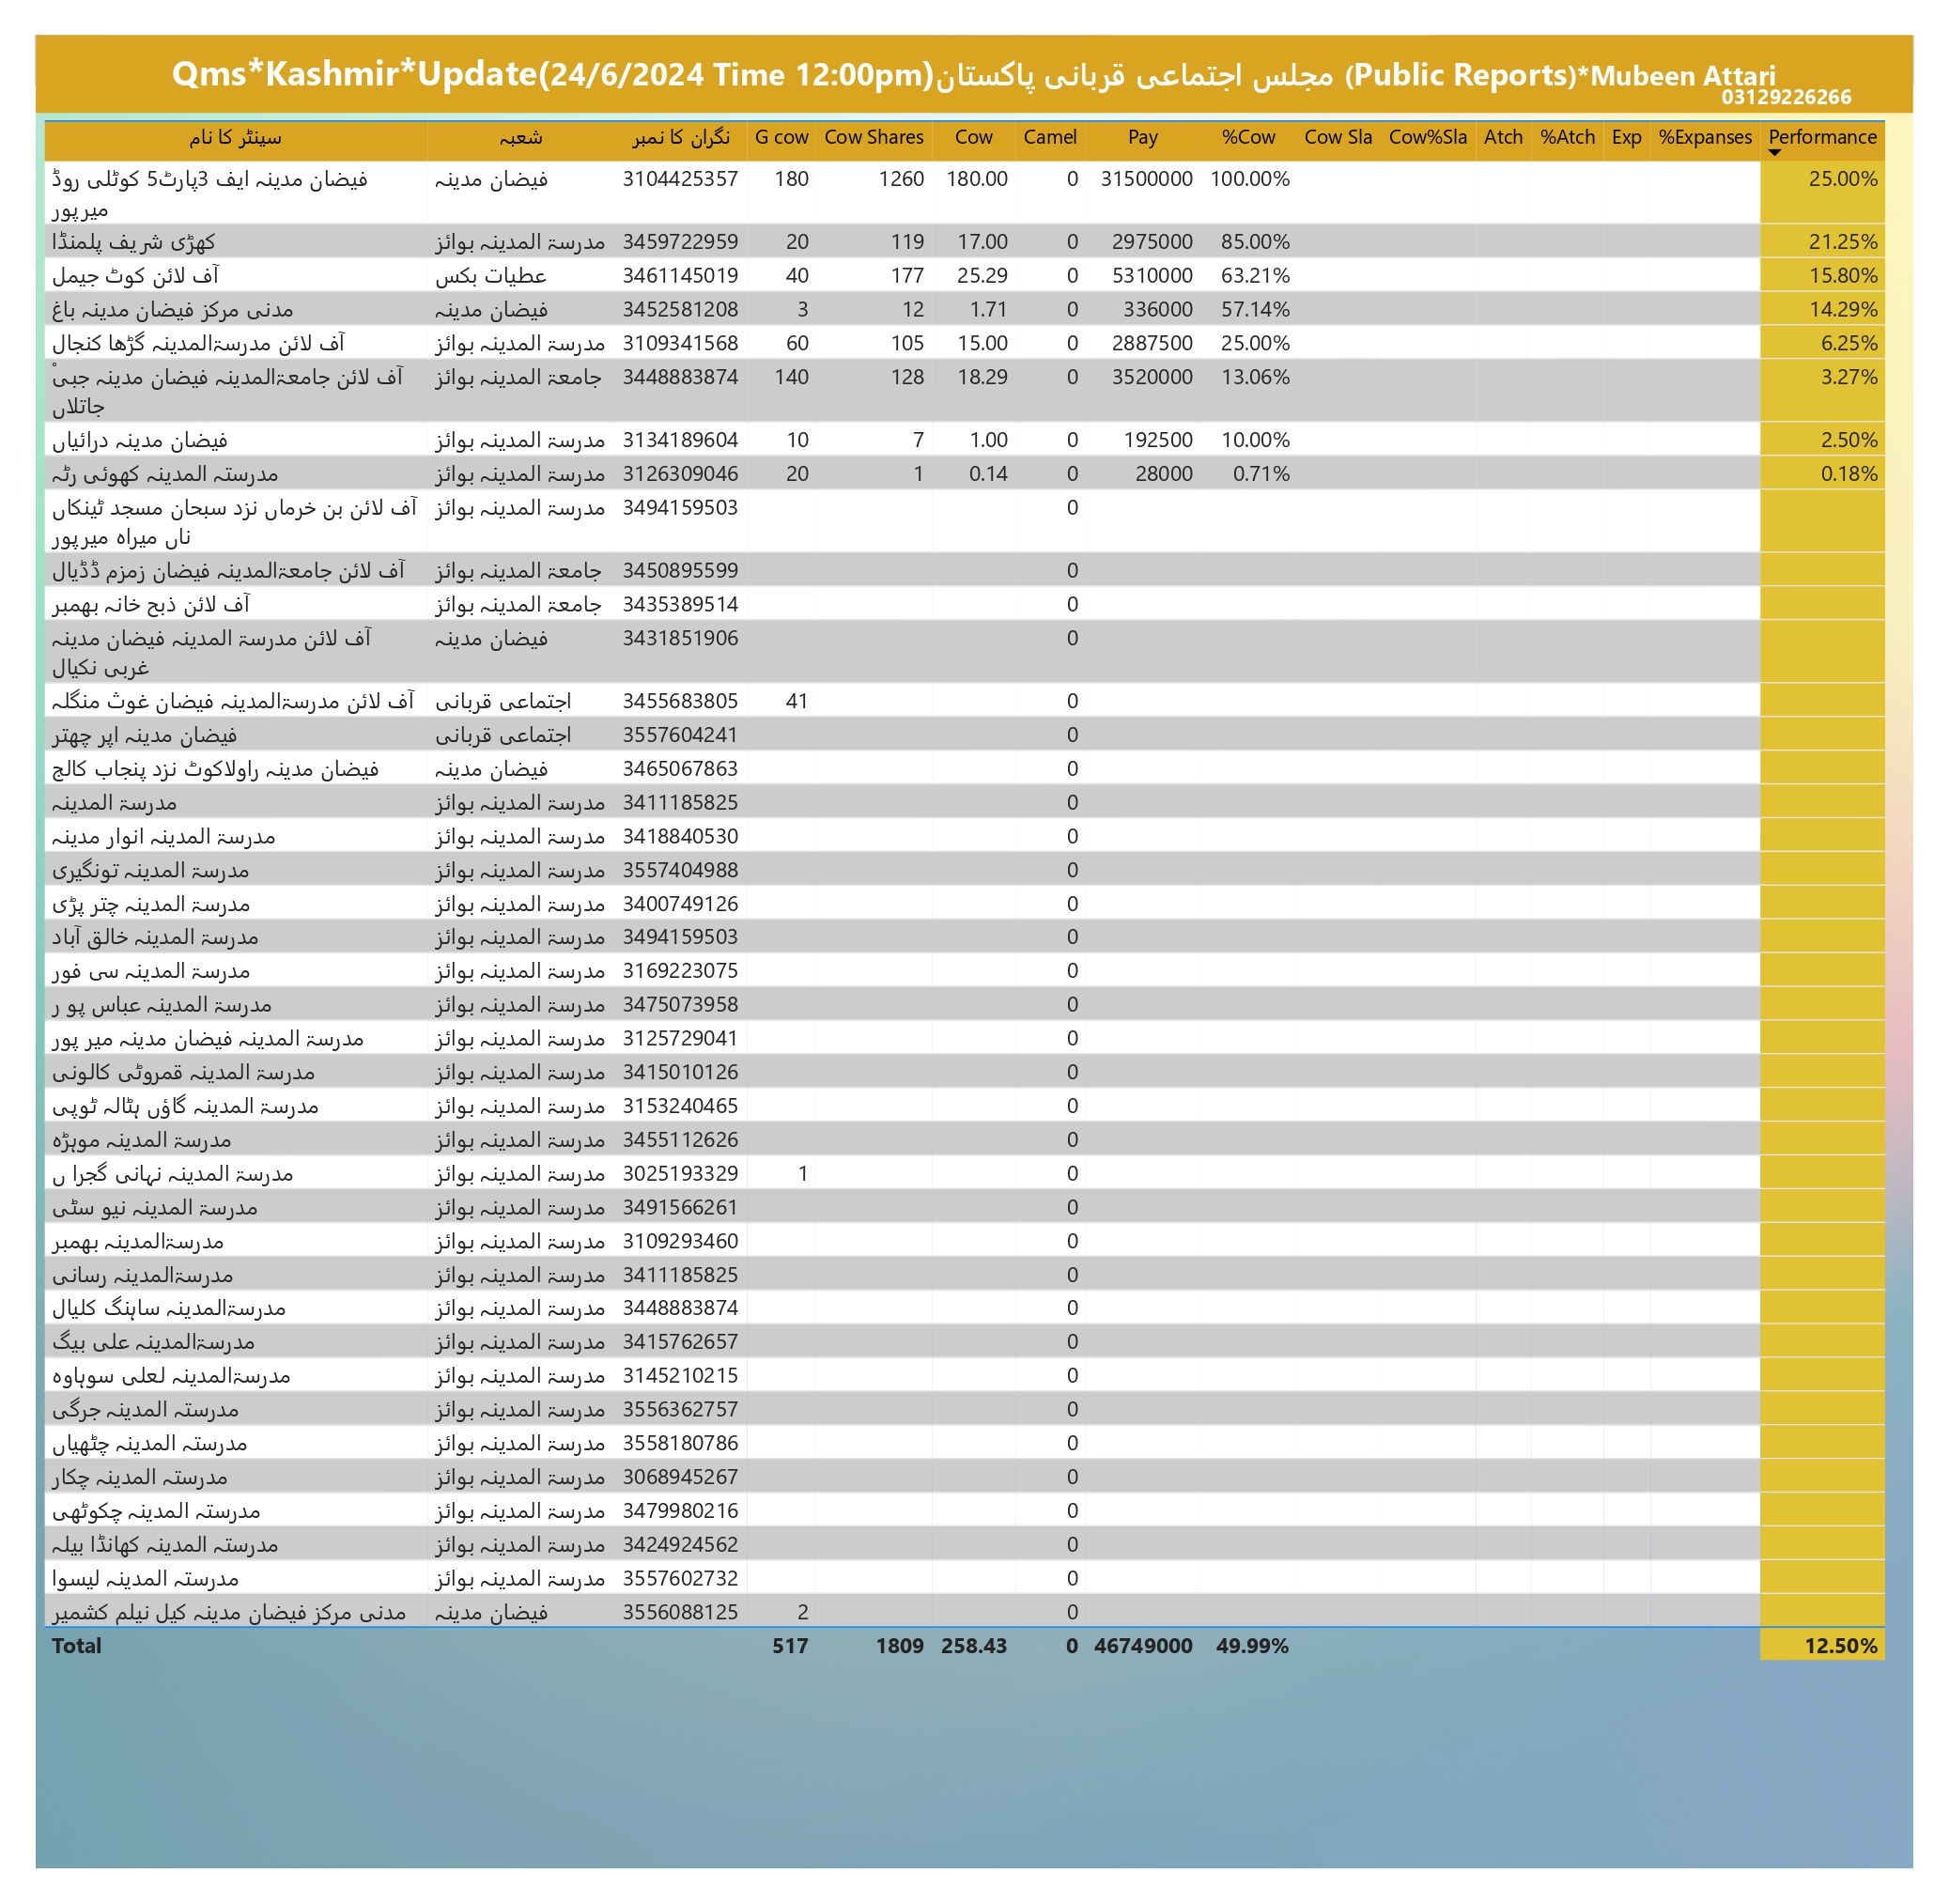 Qms*Kashmir*Update(24/6/2024 Time 12:00pm)مجلس اجتماعی قربانی پاکستان (Public Reports)*Mubeen Attari
03129226266
سینٹر کا نام شعبہ نگران کا نمبر G cow Cow Shares Cow Camel Pay %Cow Cow Sla Cow%Sla Atch %Atch Exp %Expanses Performance
فیضان مدینہ ایف 3پارٹ5 کوٹلی روڈ فیضان مدینہ 3104425357 180 1260 180.00 0 31500000 100.00% 25.00%
میرپور
کھڑی شریف پلمنڈا مدرسۃ المدینہ بوائز 3459722959 20 119 17.00 0 2975000 85.00% 21.25%
آف لائن کوٹ جیمل عطیات بکس 3461145019 40 177 25.29 0 5310000 63.21% 15.80%
مدنی مرکز فیضان مدینہ باغ فیضان مدینہ 3452581208 3 12 1.71 0 336000 57.14% 14.29%
آف لائن مدرسۃالمدینہ گڑھا کنجال مدرسۃ المدینہ بوائز 3109341568 60 105 15.00 0 2887500 25.00% 6.25%
آف لائن جامعۃالمدینہ فیضان مدینہ جبیْ جامعۃ المدینہ بوائز 3448883874 140 128 18.29 0 3520000 13.06% 3.27%
جاتلاں
فیضان مدینہ درائیاں مدرسۃ المدینہ بوائز 3134189604 10 7 1.00 0 192500 10.00% 2.50%
مدرستہ المدینہ کھوئی رٹہ مدرسۃ المدینہ بوائز 3126309046 20 1 0.14 0 28000 0.71% 0.18%
آف لائن بن خرماں نزد سبحان مسجد ٹینکاں مدرسۃ المدینہ بوائز 3494159503 0
ناں میراہ میرپور
آف لائن جامعۃالمدینہ فیضان زمزم ڈڈیال جامعۃ المدینہ بوائز 3450895599 0
آف لائن ذبح خانہ بھمبر جامعۃ المدینہ بوائز 3435389514 0
آف لائن مدرسۃ المدینہ فیضان مدینہ فیضان مدینہ 3431851906 0
غربی نکیال
آف لائن مدرسۃالمدینہ فیضان غوث منگلہ اجتماعی قربانی 3455683805 41 0
فیضان مدینہ اپر چھتر اجتماعی قربانی 3557604241 0
فیضان مدینہ راولاکوٹ نزد پنجاب کالج فیضان مدینہ 3465067863 0
مدرسۃ المدینہ مدرسۃ المدینہ بوائز 3411185825 0
مدرسۃ المدینہ انوار مدینہ مدرسۃ المدینہ بوائز 3418840530 0
مدرسۃ المدینہ تونگیری مدرسۃ المدینہ بوائز 3557404988 0
مدرسۃ المدینہ چتر پڑی مدرسۃ المدینہ بوائز 3400749126 0
مدرسۃ المدینہ خالق آباد مدرسۃ المدینہ بوائز 3494159503 0
مدرسۃ المدینہ سی فور مدرسۃ المدینہ بوائز 3169223075 0
مدرسۃ المدینہ عباس پو ر مدرسۃ المدینہ بوائز 3475073958 0
مدرسۃ المدینہ فیضان مدینہ میر پور مدرسۃ المدینہ بوائز 3125729041 0
مدرسۃ المدینہ قمروٹی کالونی مدرسۃ المدینہ بوائز 3415010126 0
مدرسۃ المدینہ گاؤں ہٹالہ ٹوپی مدرسۃ المدینہ بوائز 3153240465 0
مدرسۃ المدینہ موہڑہ مدرسۃ المدینہ بوائز 3455112626 0
مدرسۃ المدینہ نہانی گجرا ں مدرسۃ المدینہ بوائز 3025193329 1 0
مدرسۃ المدینہ نیو سٹی مدرسۃ المدینہ بوائز 3491566261 0
مدرسۃالمدینہ بھمبر مدرسۃ المدینہ بوائز 3109293460 0
مدرسۃالمدینہ رسانی مدرسۃ المدینہ بوائز 3411185825 0
مدرسۃالمدینہ ساہنگ کلیال مدرسۃ المدینہ بوائز 3448883874 0
مدرسۃالمدینہ علی بیگ مدرسۃ المدینہ بوائز 3415762657 0
مدرسۃالمدینہ لعلی سوہاوہ مدرسۃ المدینہ بوائز 3145210215 0
مدرستہ المدینہ جرگی مدرسۃ المدینہ بوائز 3556362757 0
مدرستہ المدینہ چٹھیاں مدرسۃ المدینہ بوائز 3558180786 0
مدرستہ المدینہ چکار مدرسۃ المدینہ بوائز 3068945267 0
مدرستہ المدینہ چکوٹھی مدرسۃ المدینہ بوائز 3479980216 0
مدرستہ المدینہ کھانڈا بیلہ مدرسۃ المدینہ بوائز 3424924562 0
مدرستہ المدینہ لیسوا مدرسۃ المدینہ بوائز 3557602732 0
مدنی مرکز فیضان مدینہ کیل نیلم کشمیر فیضان مدینہ 3556088125 2 0
Total 517 1809 258.43 0 46749000 49.99% 12.50%